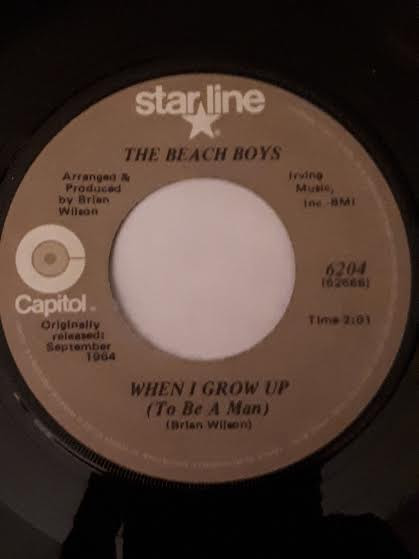 starline
THE BEACH BOYS
Arranged &
Produced
by Brian
Wilson
Irving
Music,
Inc.-BMI
6204
Capitol
Time 2:01
Originally
released:
September
1964
WHEN I GROW UP
(To Be A Man)
(Brian Wilson)